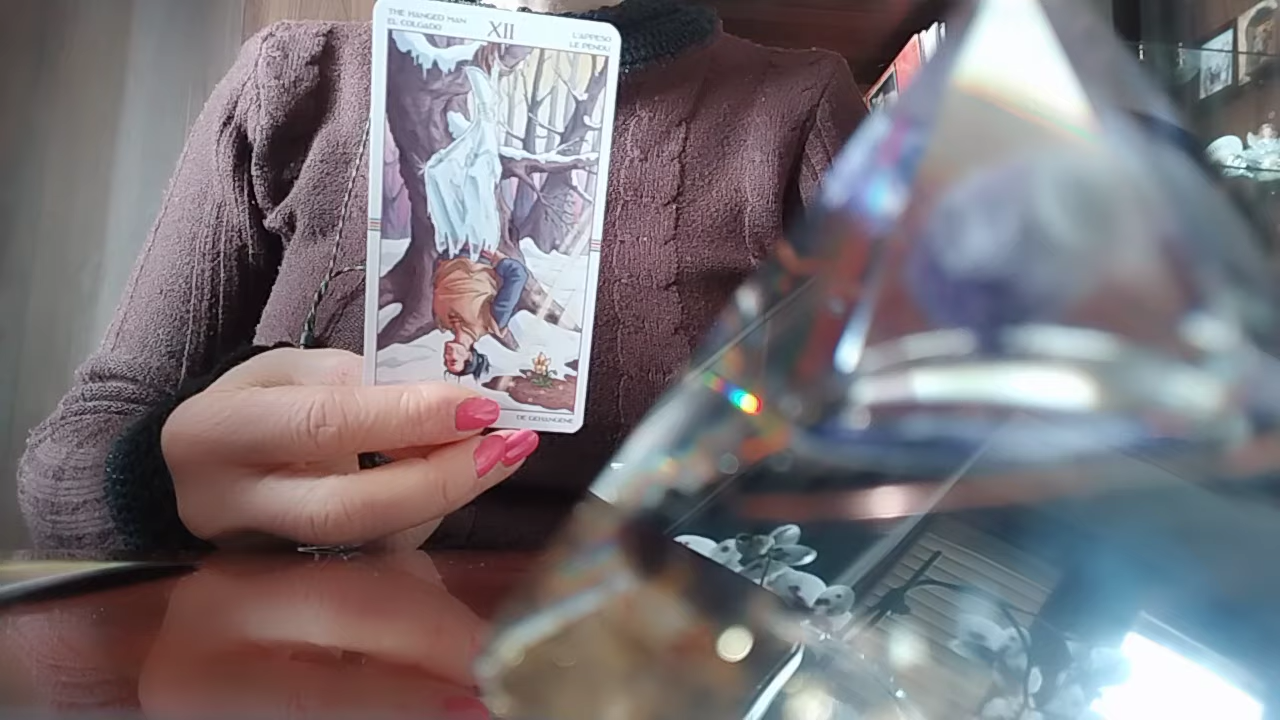 THE HANGED MAN
EL COLGADO
XII
L'APPESO
LE PENDU
DE GEHANGENE